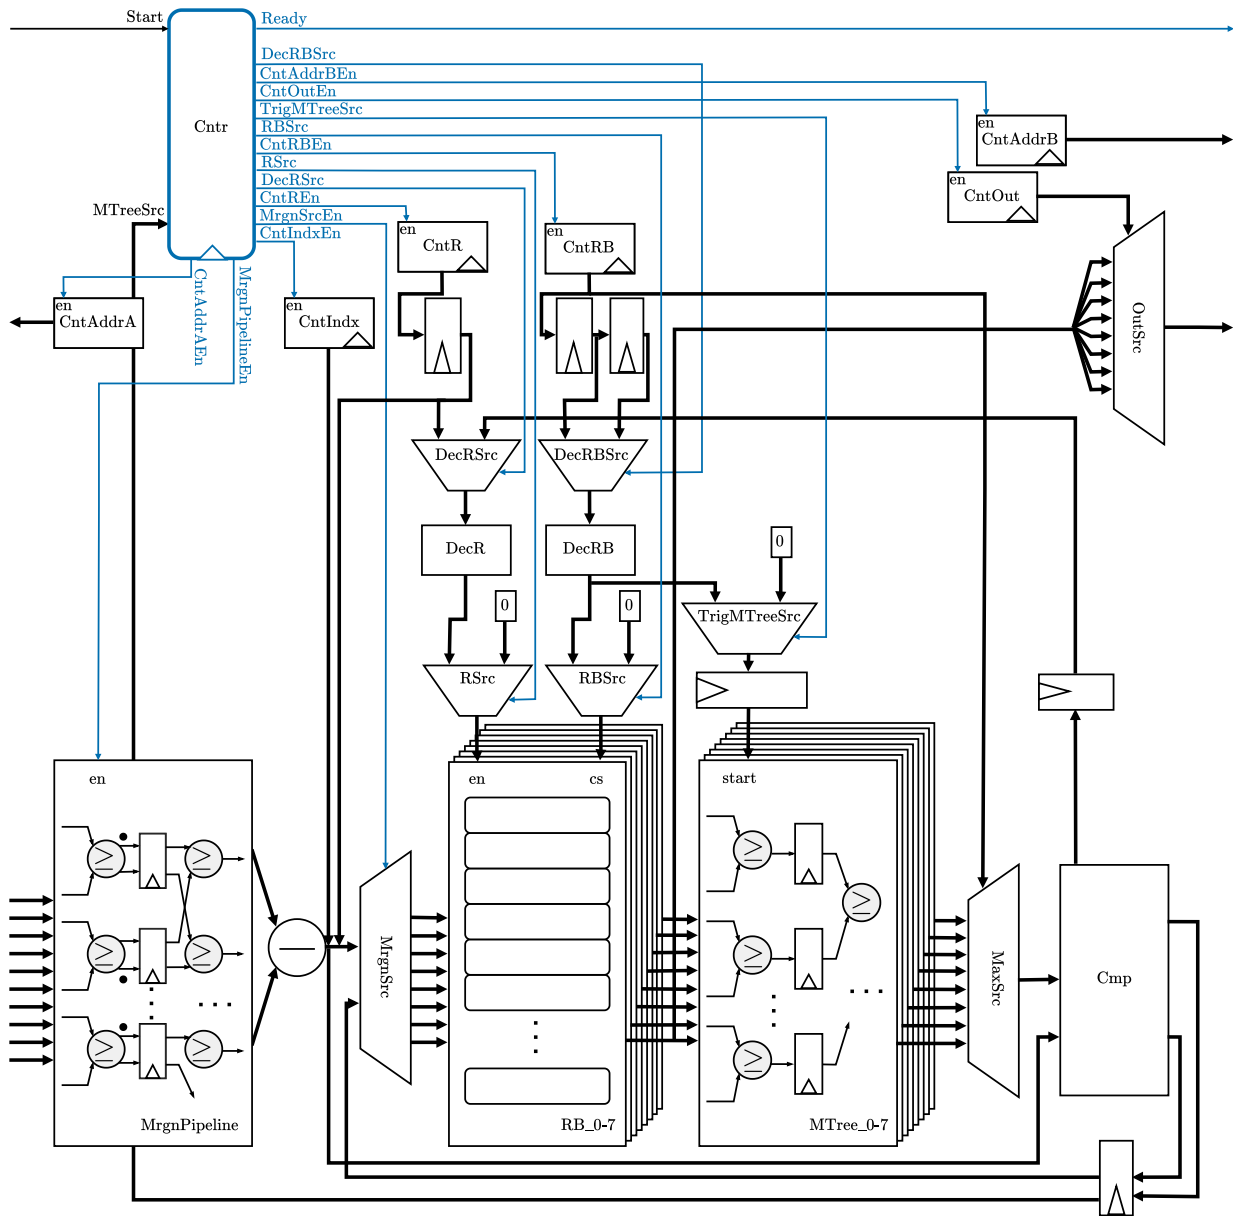 Start
Ready
DecRBSrc
CntAddrBEn
CntOutEn
TrigMTreeSrc
RBSrc
CntRBEn
RSrc
DecRSrc
CntREn
MrgnSrcEn
CntIndxEn
Cntr
MTreeSrc
CntAddrAEn
MrgnPipelineEn
en
CntAddrB
en
CntOut
en
CntR
en
CntRB
en
CntAddrA
en
CntIndx
OutSrc
DecRSrc
DecRBSrc
DecR
DecRB
0
0
0
TrigMTreeSrc
RSrc
RBSrc
en
en
cs
start
≥
≥
≥
≥
≥
≥
≥
≥
≥
≥
—
MrgnSrc
MaxSrc
Cmp
MrgnPipeline
RB_0-7
MTree_0-7